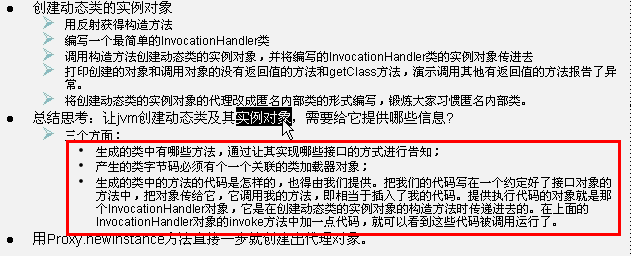 创建动态类的实例对象
用反射获得构造方法
编写一个最简单的InvocationHandler类
调用构造方法创建动态类的实例对象，并将编写的InvocationHandler类的实例对象传进去
打印创建的对象和调用对象的没有返回值的方法和getClass方法，演示调用其他有返回值的方法报告了异
常。
将创建动态类的实例对象的代理改成匿名内部类的形式编写，锻炼大家习惯匿名内部类。
总结思考：让jvm创建动态类及其实例对象，需要给它提供哪些信息？
三个方面：
生成的类中有哪些方法，通过让其实现哪些接口的方式进行告知；
产生的类字节码必须有个一个关联的类加载器对象；
生成的类中的方法的代码是怎样的，也得由我们提供。把我们的代码写在一个约定好了接口对象的
方法中，把对象传给它，它调用我的方法，即相当于插入了我的代码。提供执行代码的对象就是那
个InvocationHandler对象，它是在创建动态类的实例对象的构造方法时传递进去的。在上面的
InvocationHandler对象的invoke方法中加一点代码，就可以看到这些代码被调用运行了。
用Proxy.newInstance方法直接一步就创建出代理对象。